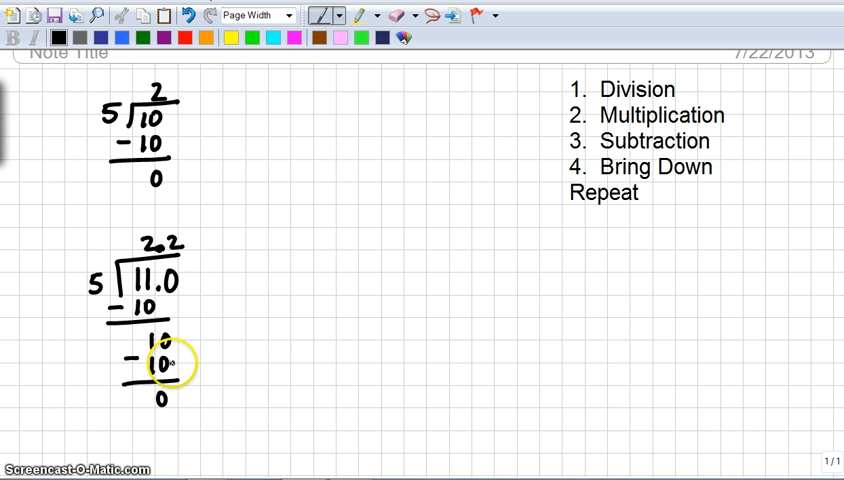 Page Width
B I
Note Title
7/22/2013
2
5 10
- 10
0
2.2
5 11.0
- 10
10
- 10
0
1. Division
2. Multiplication
3. Subtraction
4. Bring Down
Repeat
1 / 1
Screencast-O-Matic.com